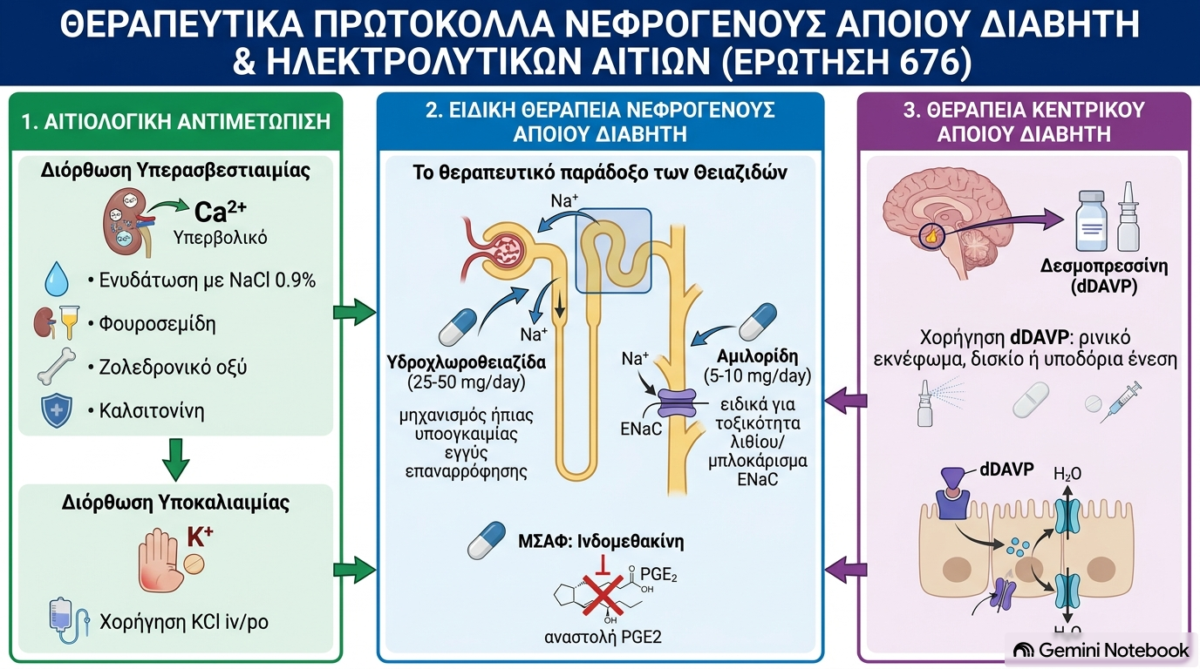 ΘΕΡΑΠΕΥΤΙΚΑ ΠΡΩΤΟΚΟΛΛΑ ΝΕΦΡΟΓΕΝΟΥΣ ΑΠΟΙΟΥ ΔΙΑΒΗΤΗ
& ΗΛΕΚΤΡΟΛΥΤΙΚΩΝ ΑΙΤΙΩΝ (ΕΡΩΤΗΣΗ 676)
1. ΑΙΤΙΟΛΟΓΙΚΗ ΑΝΤΙΜΕΤΩΠΙΣΗ
Διόρθωση Υπερασβεστιαιμίας
Ca²⁺
Υπερβολικό
• Ενυδάτωση με NaCl 0.9%
• Φουροσεμίδη
• Ζολεδρονικό οξύ
• Καλσιτονίνη
Διόρθωση Υποκαλιαιμίας
K⁺
Χορήγηση KCl iv/po
2. ΕΙΔΙΚΗ ΘΕΡΑΠΕΙΑ ΝΕΦΡΟΓΕΝΟΥΣ
ΑΠΟΙΟΥ ΔΙΑΒΗΤΗ
Το θεραπευτικό παράδοξο των Θειαζιδών
Na⁺
Na⁺
Υδροχλωροθειαζίδα
(25-50 mg/day)
μηχανισμός ήπιας
υποογκαιμίας
εγγύς
επαναρρόφησης
Na⁺
ENaC
Αμιλορίδη
(5-10 mg/day)
ειδικά για
τοξικότητα
λιθίου/
μπλοκάρισμα
ENaC
ΜΣΑΦ: Ινδομεθακίνη
PGE₂
O
OH
OH
αναστολή PGE2
3. ΘΕΡΑΠΕΙΑ ΚΕΝΤΡΙΚΟΥ
ΑΠΟΙΟΥ ΔΙΑΒΗΤΗ
Δεσμοπρεσσίνη
(dDAVP)
Χορήγηση dDAVP: ρινικό
εκνέφωμα, δισκίο ή υποδόρια ένεση
dDAVP
H₂O
H₂O
Gemini Notebook